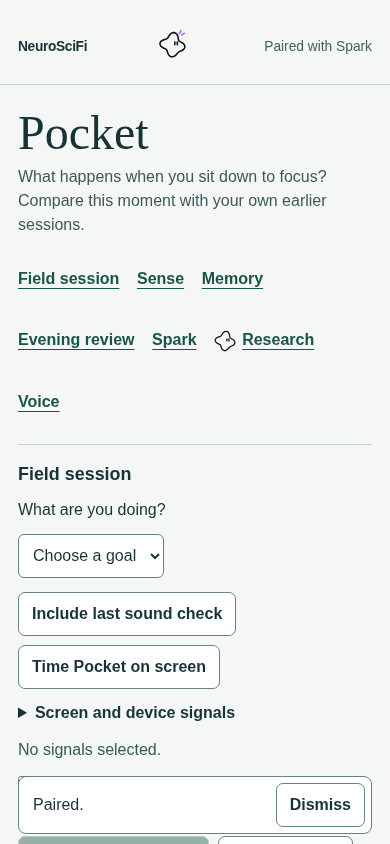 NeuroSciFi
Paired with Spark
Pocket
What happens when you sit down to focus?
Compare this moment with your own earlier
sessions.
Field session Sense Memory
Evening review Spark Research
Voice
Field session
What are you doing?
Choose a goal
Include last sound check
Time Pocket on screen
Screen and device signals
No signals selected.
Paired.
Dismiss